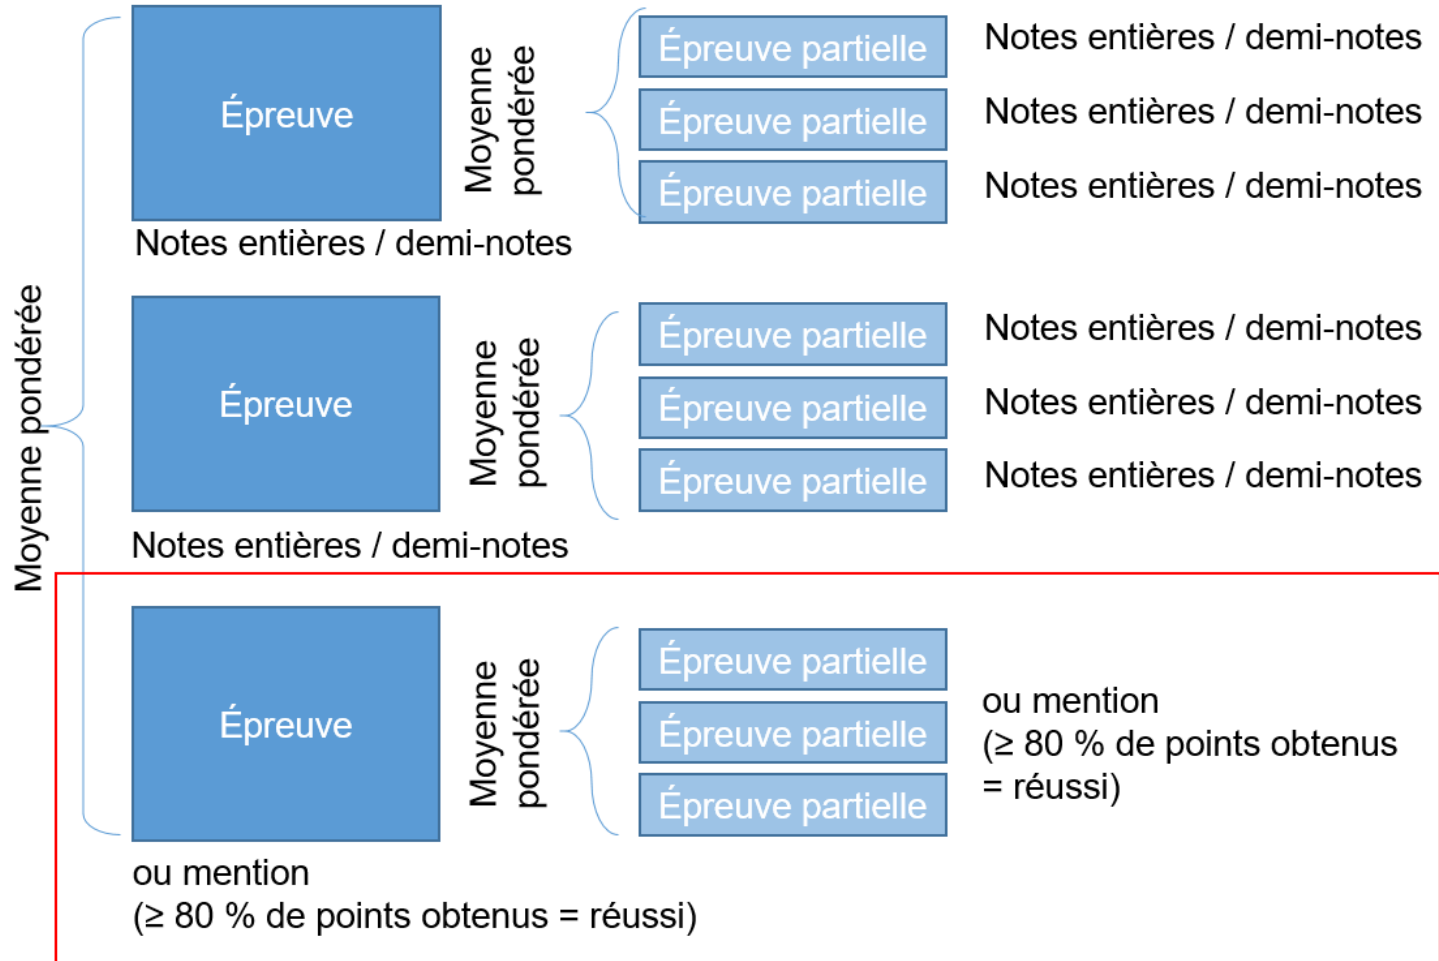 Moyenne pondérée
Épreuve
Notes entières / demi-notes
Moyenne
pondérée
Épreuve partielle
Notes entières / demi-notes
Épreuve partielle
Notes entières / demi-notes
Épreuve partielle
Notes entières / demi-notes
Épreuve
Notes entières / demi-notes
Moyenne
pondérée
Épreuve partielle
Notes entières / demi-notes
Épreuve partielle
Notes entières / demi-notes
Épreuve partielle
Notes entières / demi-notes
Épreuve
ou mention
(≥ 80 % de points obtenus = réussi)
Moyenne
pondérée
Épreuve partielle
Épreuve partielle
Épreuve partielle
ou mention
(≥ 80 % de points obtenus
= réussi)